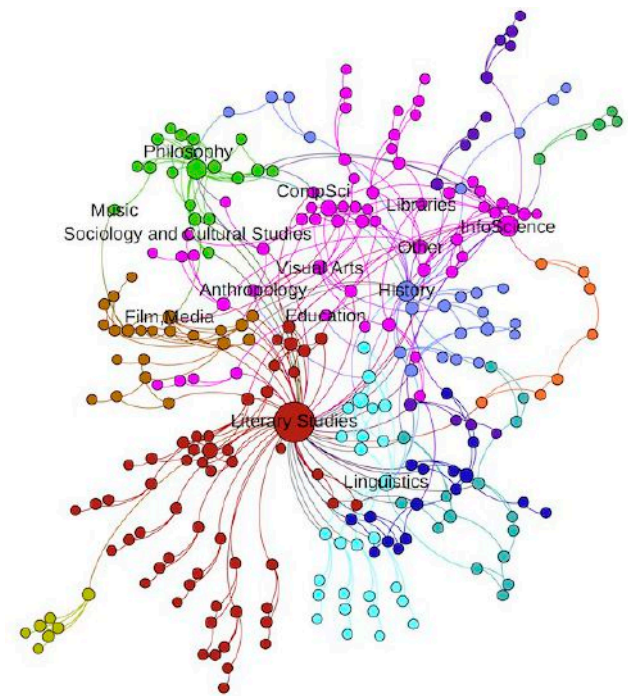 Philosophy
CompSci
Music
Libraries
InfoScience
Sociology and Cultural Studies
Other
Visual Arts
Anthropology
History
Film,Media
Education
Literary Studies
Linguistics